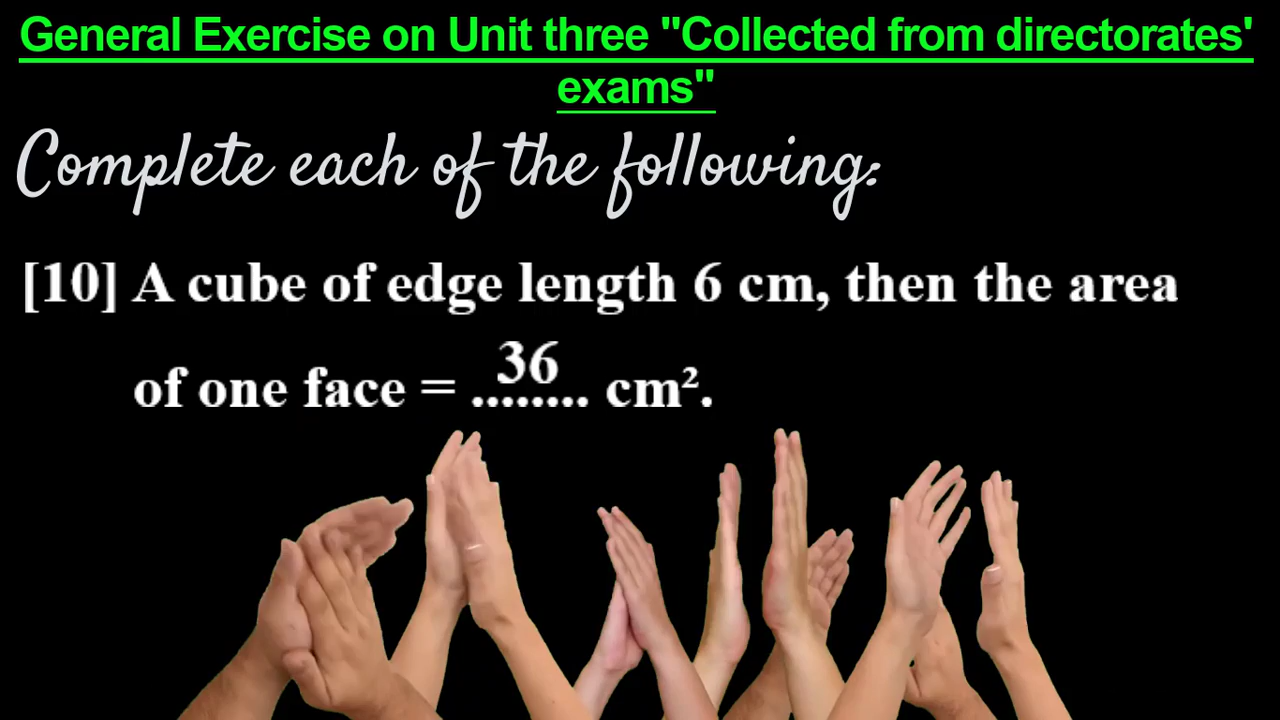 General Exercise on Unit three "Collected from directorates'
exams"
Complete each of the following:
[10] A cube of edge length 6 cm, then the area
of one face = ...36... cm².